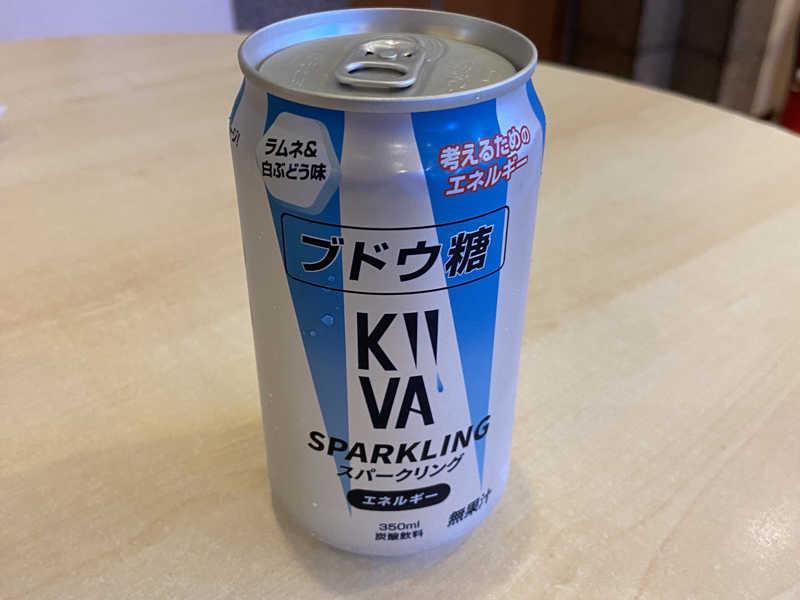 ラムネ&
白ぶどう味
考えるための
エネルギー
ブドウ糖
KII
VA
SPARKLING
スパークリング
エネルギー
無果汁
350ml
炭酸飲料